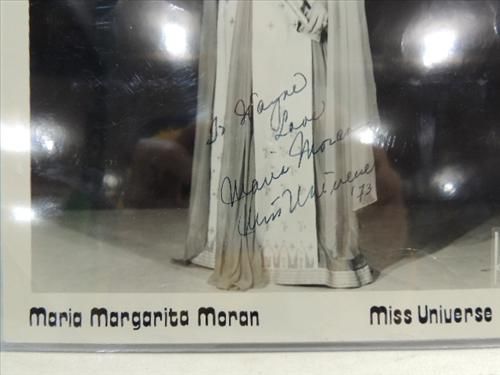 To Wayne
Love
Maria Moran
Miss Universe
'73
Maria Margarita Moran
Miss Universe